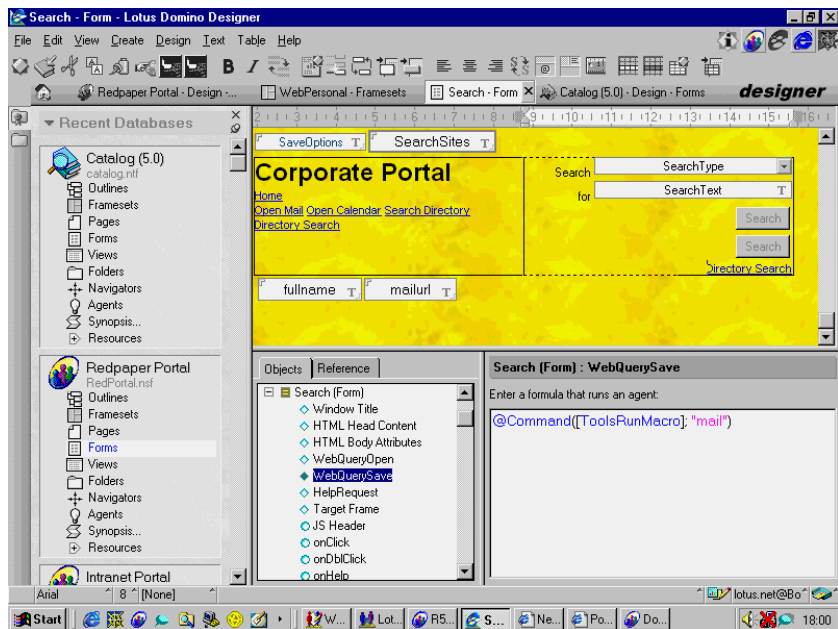 Search - Form - Lotus Domino Designer
File Edit View Create Design Text Table Help
Redpaper Portal - Design -...
WebPersonal - Framesets
Search - Form
Catalog (5.0) - Design - Forms
designer
Recent Databases
Catalog (5.0)
catalog.ntf
Outlines
Framesets
Pages
Forms
Views
Folders
Navigators
Agents
Synopsis...
Resources
Redpaper Portal
RedPortal.nsf
Outlines
Framesets
Pages
Forms
Views
Folders
Navigators
Agents
Synopsis...
Resources
Intranet Portal
SaveOptions T
SearchSites T
Corporate Portal
Home
Open Mail Open Calendar Search Directory
Directory Search
Search SearchType
for SearchText T
Search
Search
Directory Search
fullname T
mailurl T
Objects
Reference
Search (Form)
Window Title
HTML Head Content
HTML Body Attributes
WebQueryOpen
WebQuerySave
HelpRequest
Target Frame
JS Header
onClick
onDblClick
onHelp
Search (Form) : WebQuerySave
Enter a formula that runs an agent:
@Command([ToolsRunMacro]; "mail")
Arial 8 [None]
lotus.net@Bo
Start
W...
Lot...
R5...
S...
Ne...
Po...
Do...
18:00